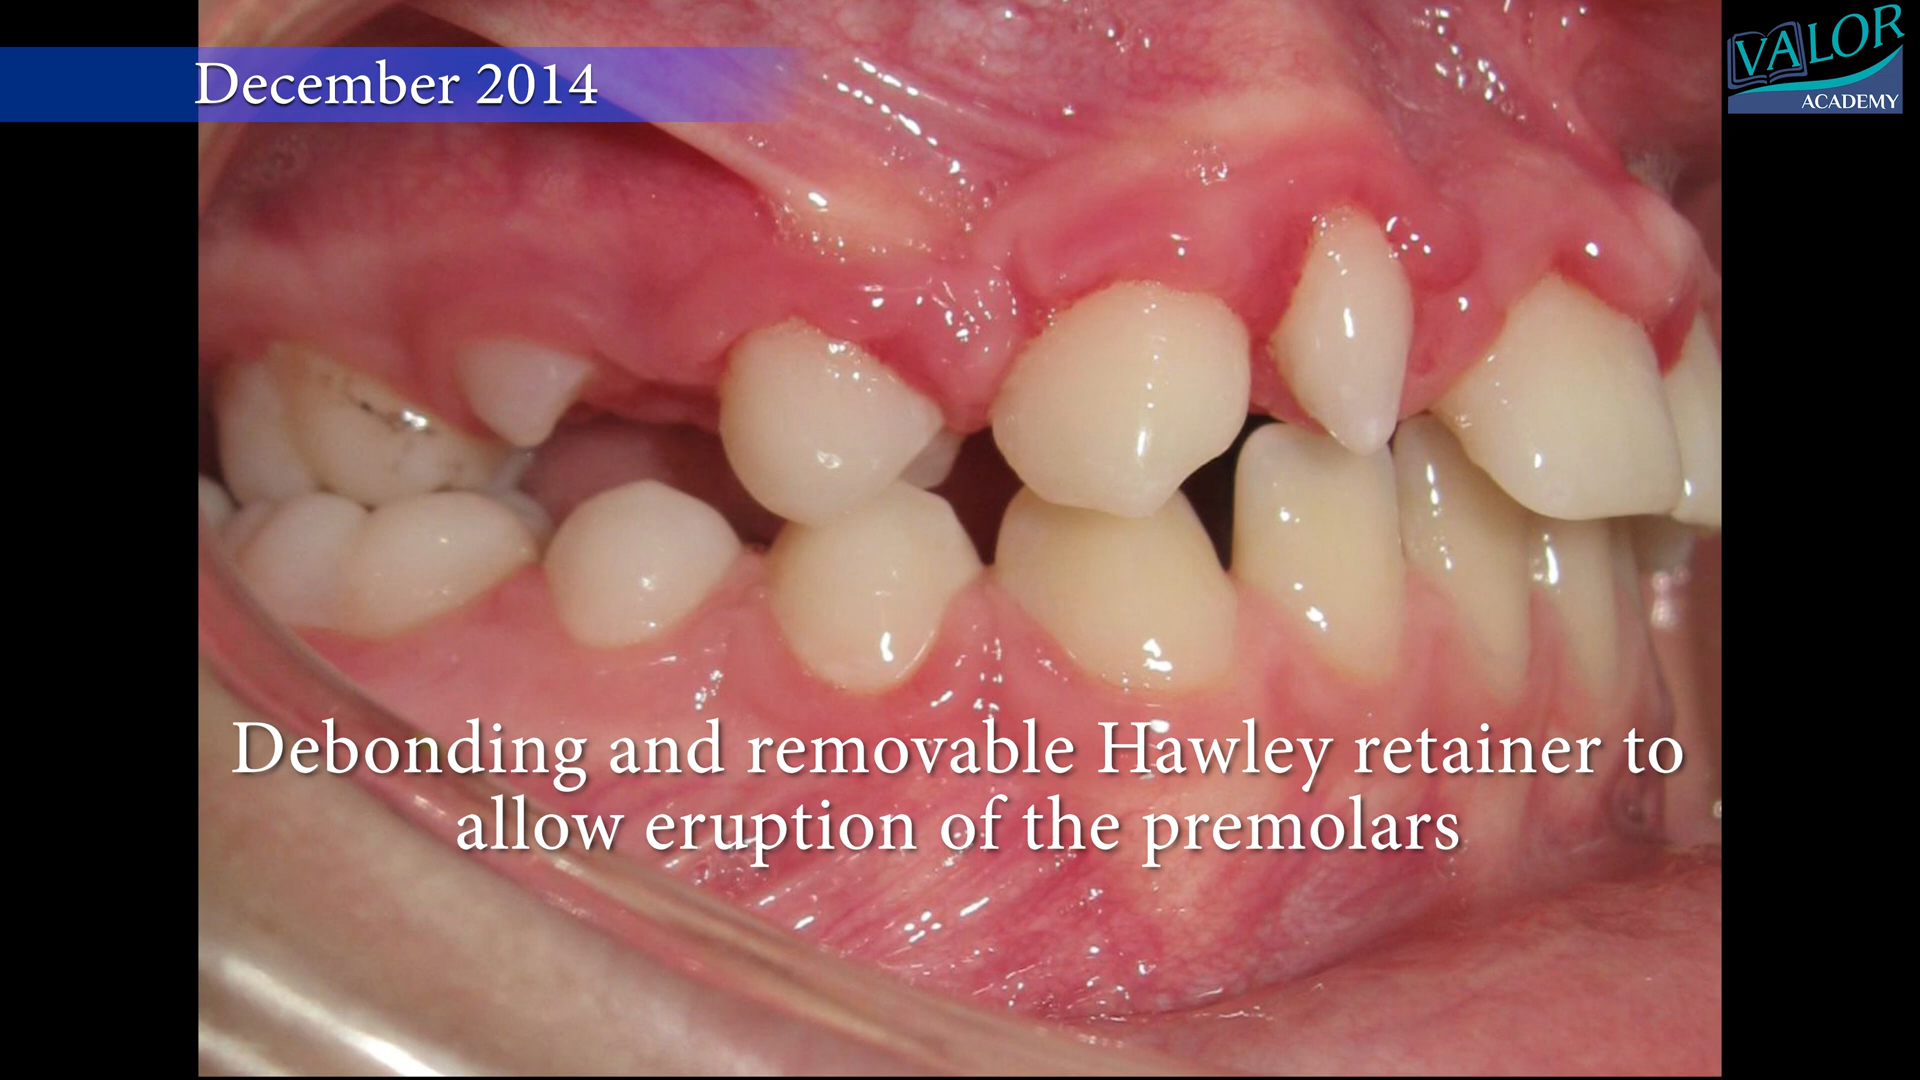 December 2014
VALOR
ACADEMY
Debonding and removable Hawley retainer to
allow eruption of the premolars